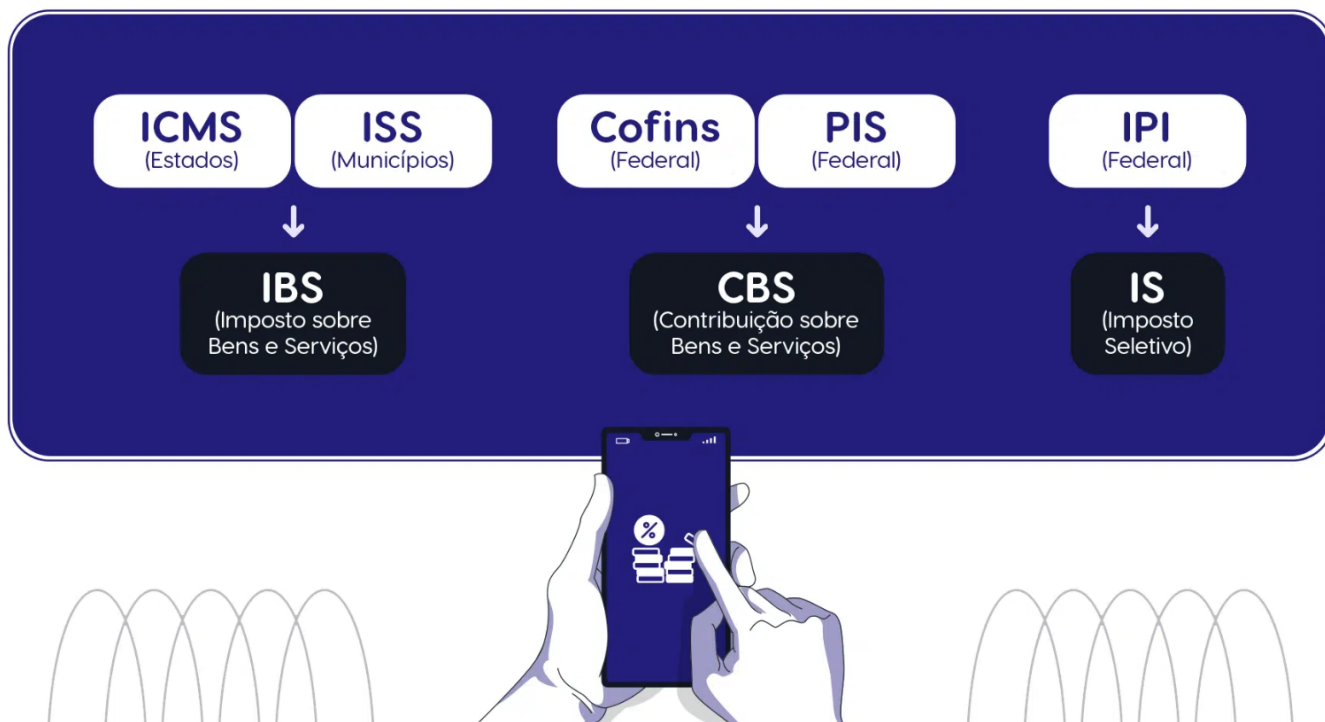 ICMS
(Estados)
ISS
(Municípios)
Cofins
(Federal)
PIS
(Federal)
IPI
(Federal)
IBS
(Imposto sobre
Bens e Serviços)
CBS
(Contribuição sobre
Bens e Serviços)
IS
(Imposto
Seletivo)
%